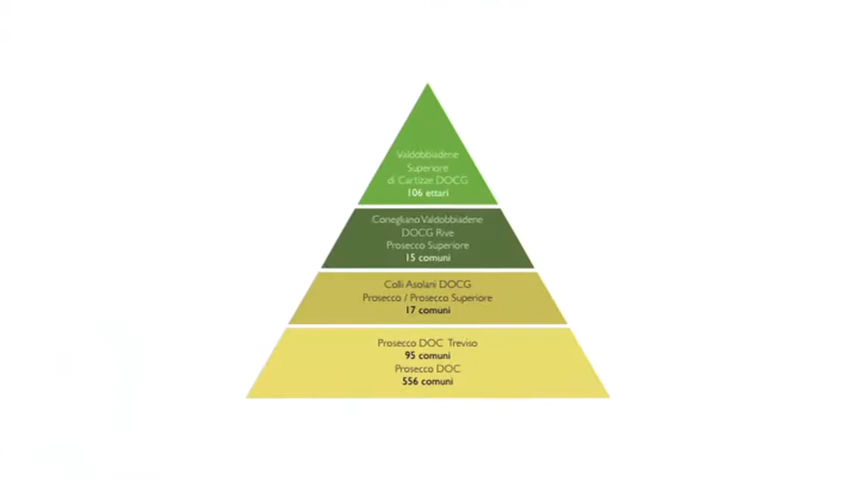 Valdobbiadene
Superiore
di Cartizze DOCG
106 ettari
Conegliano Valdobbiadene
DOCG Rive
Prosecco Superiore
15 comuni
Colli Asolani DOCG
Prosecco / Prosecco Superiore
17 comuni
Prosecco DOC Treviso
95 comuni
Prosecco DOC
556 comuni